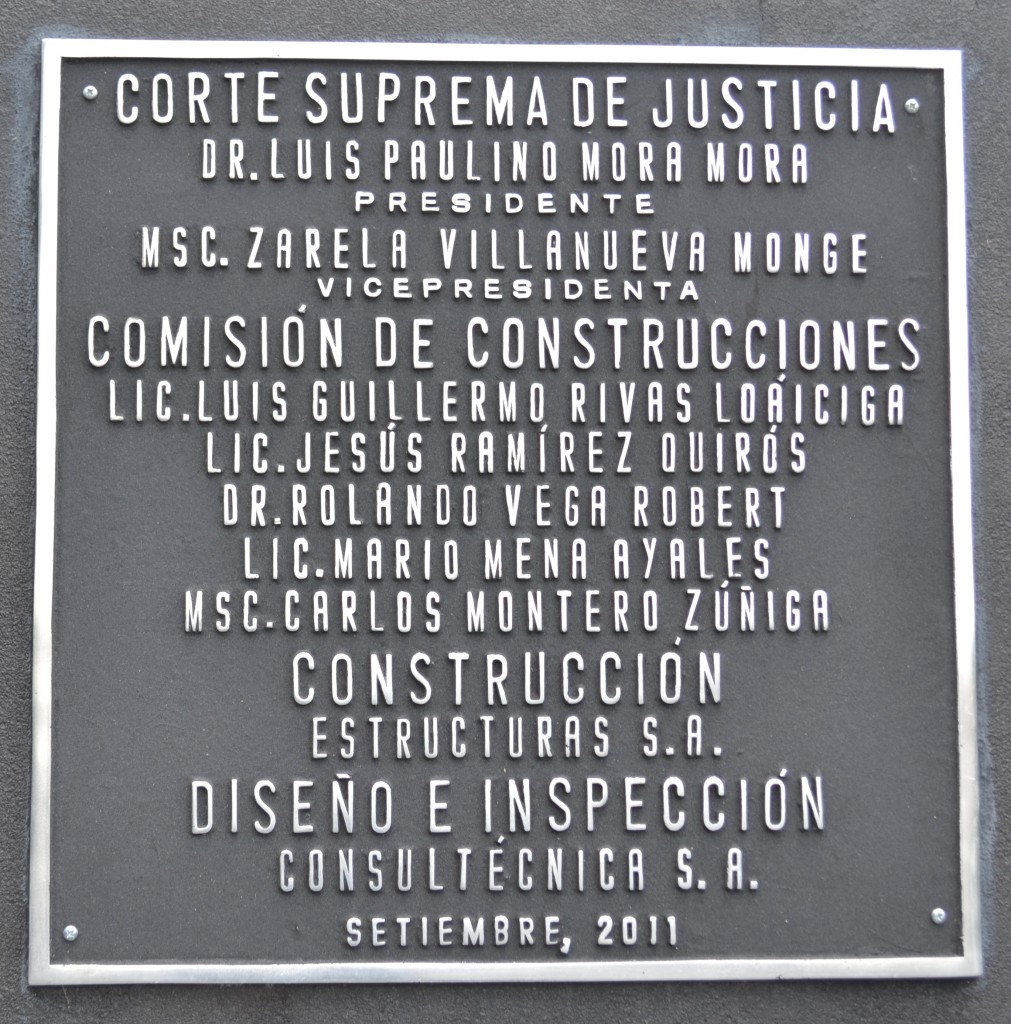 CORTE SUPREMA DE JUSTICIA
DR. LUIS PAULINO MORA MORA
PRESIDENTE
MSC. ZARELA VILLANUEVA MONGE
VICEPRESIDENTA
COMISIÓN DE CONSTRUCCIONES
LIC. LUIS GUILLERMO RIVAS LOÁICIGA
LIC. JESÚS RAMÍREZ QUIRÓS
DR. ROLANDO VEGA ROBERT
LIC. MARIO MENA AYALES
MSC. CARLOS MONTERO ZÚÑIGA
CONSTRUCCIÓN
ESTRUCTURAS S.A.
DISEÑO E INSPECCIÓN
CONSULTÉCNICA S. A.
SETIEMBRE, 2011